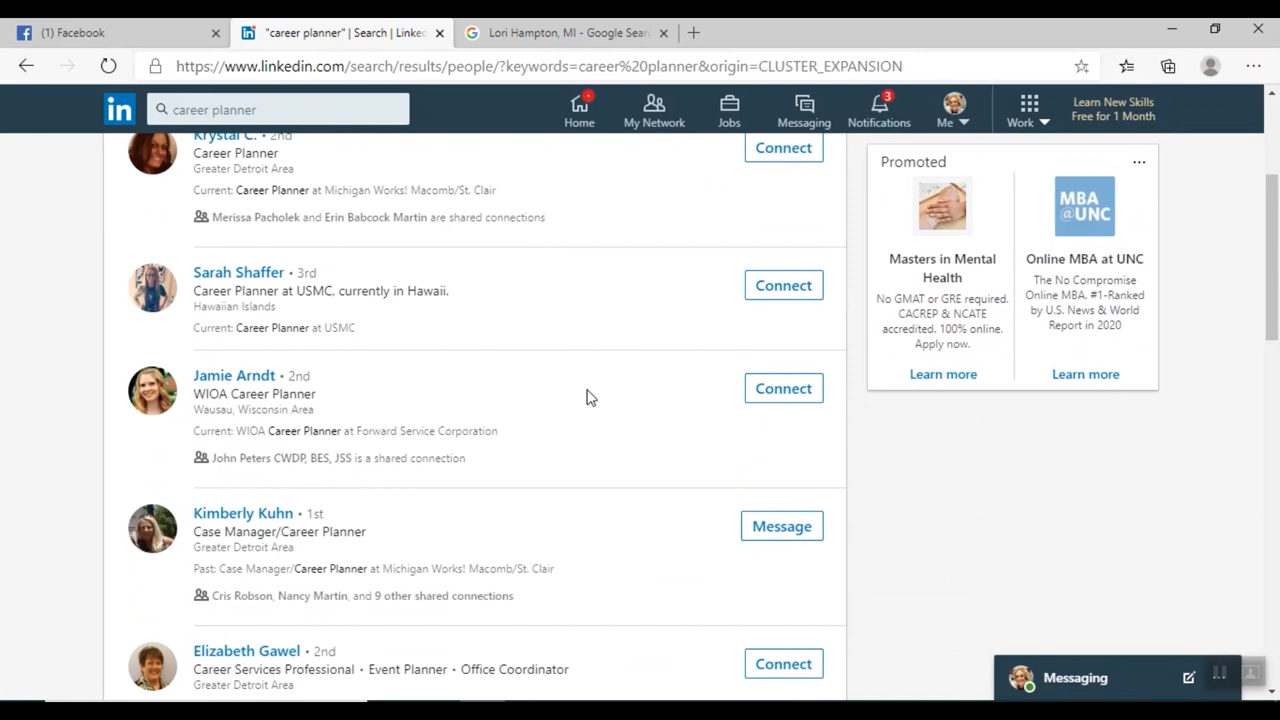 (1) Facebook
"career planner" | Search | Linke
Lori Hampton, MI - Google Sear
https://www.linkedin.com/search/results/people/?keywords=career%20planner&origin=CLUSTER_EXPANSION
in
career planner
Home
My Network
Jobs
Messaging
3
Notifications
Me
Work
Learn New Skills
Free for 1 Month
Krystal C. • 2nd
Career Planner
Greater Detroit Area
Current: Career Planner at Michigan Works! Macomb/St. Clair
Merissa Pacholek and Erin Babcock Martin are shared connections
Connect
Sarah Shaffer • 3rd
Career Planner at USMC, currently in Hawaii.
Hawaiian Islands
Current: Career Planner at USMC
Connect
Jamie Arndt • 2nd
WIOA Career Planner
Wausau, Wisconsin Area
Current: WIOA Career Planner at Forward Service Corporation
John Peters CWDP, BES, JSS is a shared connection
Connect
Kimberly Kuhn • 1st
Case Manager/Career Planner
Greater Detroit Area
Past: Case Manager/Career Planner at Michigan Works! Macomb/St. Clair
Cris Robson, Nancy Martin, and 9 other shared connections
Message
Elizabeth Gawel • 2nd
Career Services Professional • Event Planner • Office Coordinator
Greater Detroit Area
Connect
Promoted
Masters in Mental
Health
No GMAT or GRE required.
CACREP & NCATE
accredited. 100% online.
Apply now.
Learn more
MBA
@UNC
Online MBA at UNC
The No Compromise
Online MBA. #1-Ranked
by U.S. News & World
Report in 2020
Learn more
Messaging